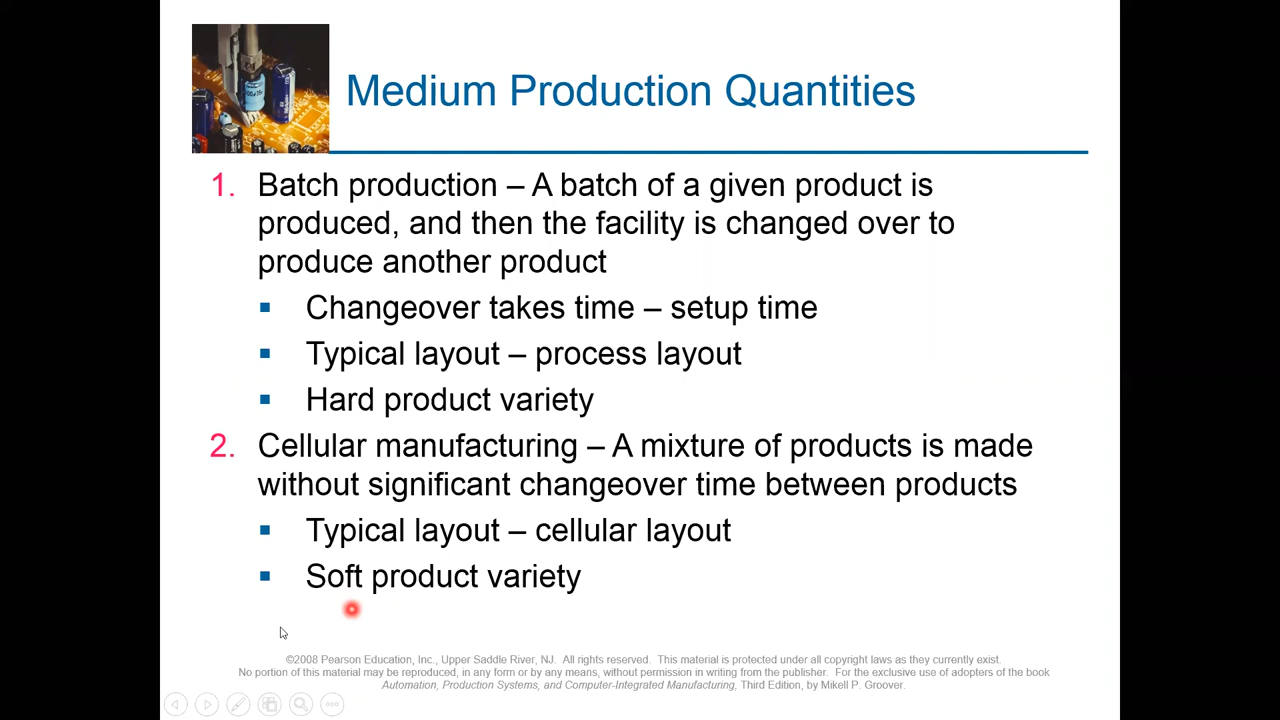 Medium Production Quantities
1. Batch production – A batch of a given product is
produced, and then the facility is changed over to
produce another product
▪ Changeover takes time – setup time
▪ Typical layout – process layout
▪ Hard product variety
2. Cellular manufacturing – A mixture of products is made
without significant changeover time between products
▪ Typical layout – cellular layout
▪ Soft product variety
©2008 Pearson Education, Inc., Upper Saddle River, NJ. All rights reserved. This material is protected under all copyright laws as they currently exist.
No portion of this material may be reproduced, in any form or by any means, without permission in writing from the publisher. For the exclusive use of adopters of the book
Automation, Production Systems, and Computer-Integrated Manufacturing, Third Edition, by Mikell P. Groover.